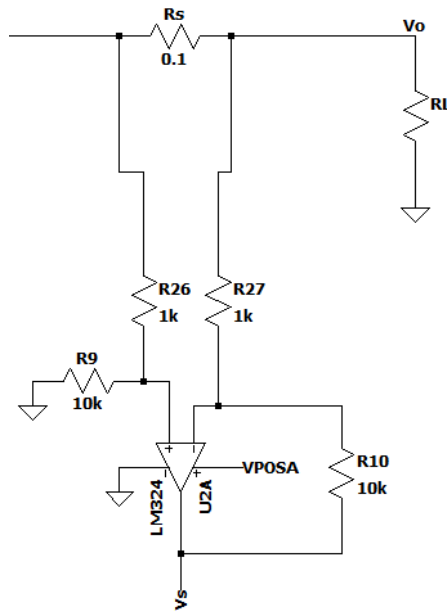 Rs
0.1
Vo
RL
R26
1k
R27
1k
R9
10k
LM324
U2A
VPOSA
R10
10k
Vs